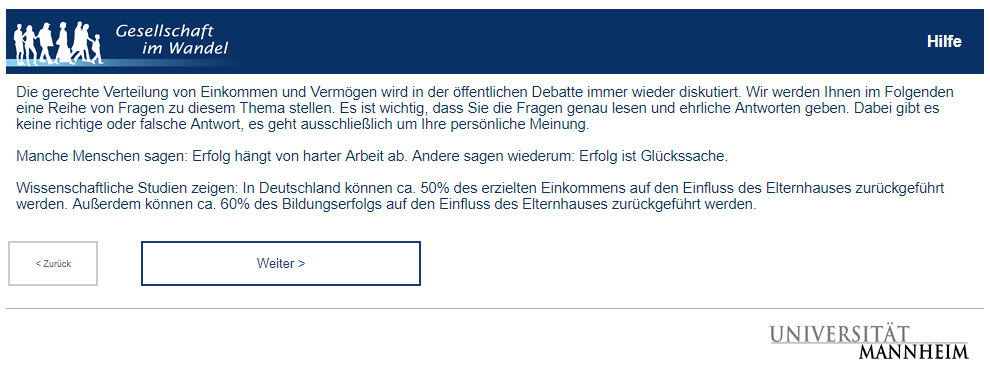 Gesellschaft
im Wandel
Hilfe
Die gerechte Verteilung von Einkommen und Vermögen wird in der öffentlichen Debatte immer wieder diskutiert. Wir werden Ihnen im Folgenden
eine Reihe von Fragen zu diesem Thema stellen. Es ist wichtig, dass Sie die Fragen genau lesen und ehrliche Antworten geben. Dabei gibt es
keine richtige oder falsche Antwort, es geht ausschließlich um Ihre persönliche Meinung.
Manche Menschen sagen: Erfolg hängt von harter Arbeit ab. Andere sagen wiederum: Erfolg ist Glückssache.
Wissenschaftliche Studien zeigen: In Deutschland können ca. 50% des erzielten Einkommens auf den Einfluss des Elternhauses zurückgeführt
werden. Außerdem können ca. 60% des Bildungserfolgs auf den Einfluss des Elternhauses zurückgeführt werden.
< Zurück
Weiter >
UNIVERSITÄT
MANNHEIM